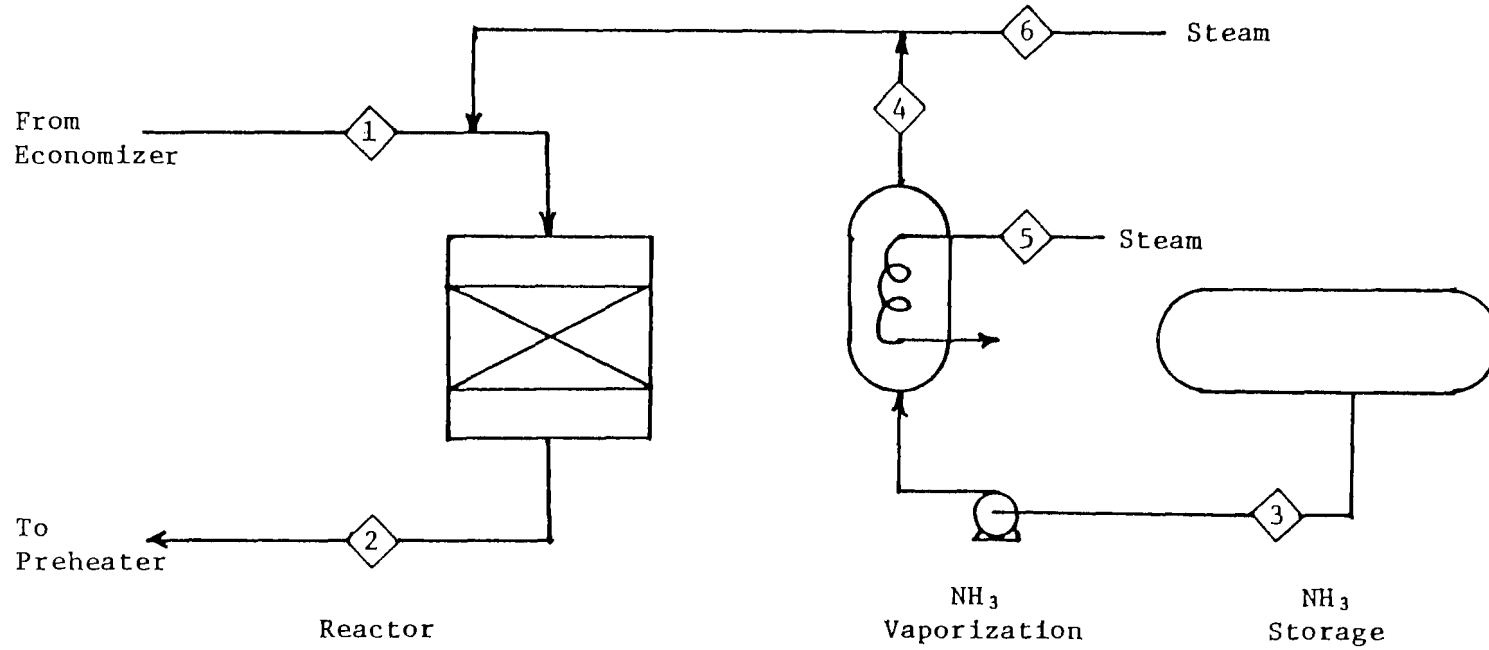 6
Steam
4
From
Economizer
1
5
Steam
3
To
Preheater
2
NH₃
Vaporization
NH₃
Storage
Reactor